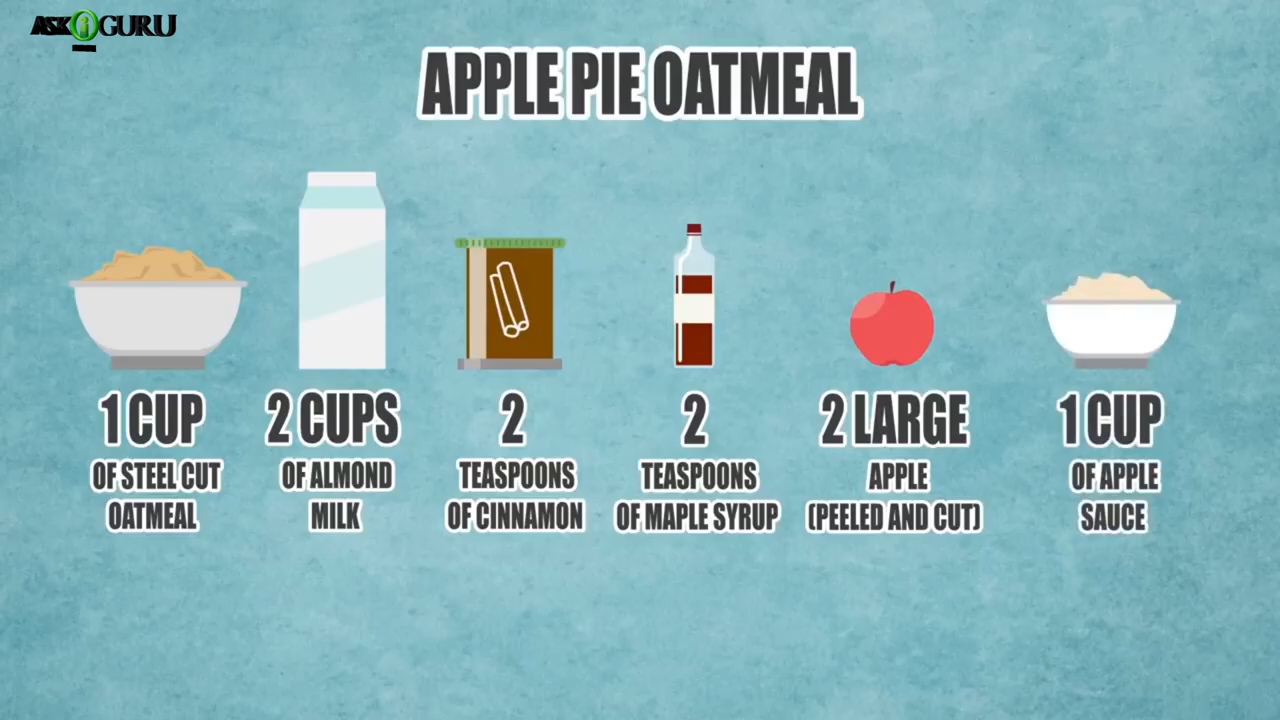 ASK i GURU
APPLE PIE OATMEAL
1 CUP
OF STEEL CUT
OATMEAL
2 CUPS
OF ALMOND
MILK
2
TEASPOONS
OF CINNAMON
2
TEASPOONS
OF MAPLE SYRUP
2 LARGE
APPLE
(PEELED AND CUT)
1 CUP
OF APPLE
SAUCE